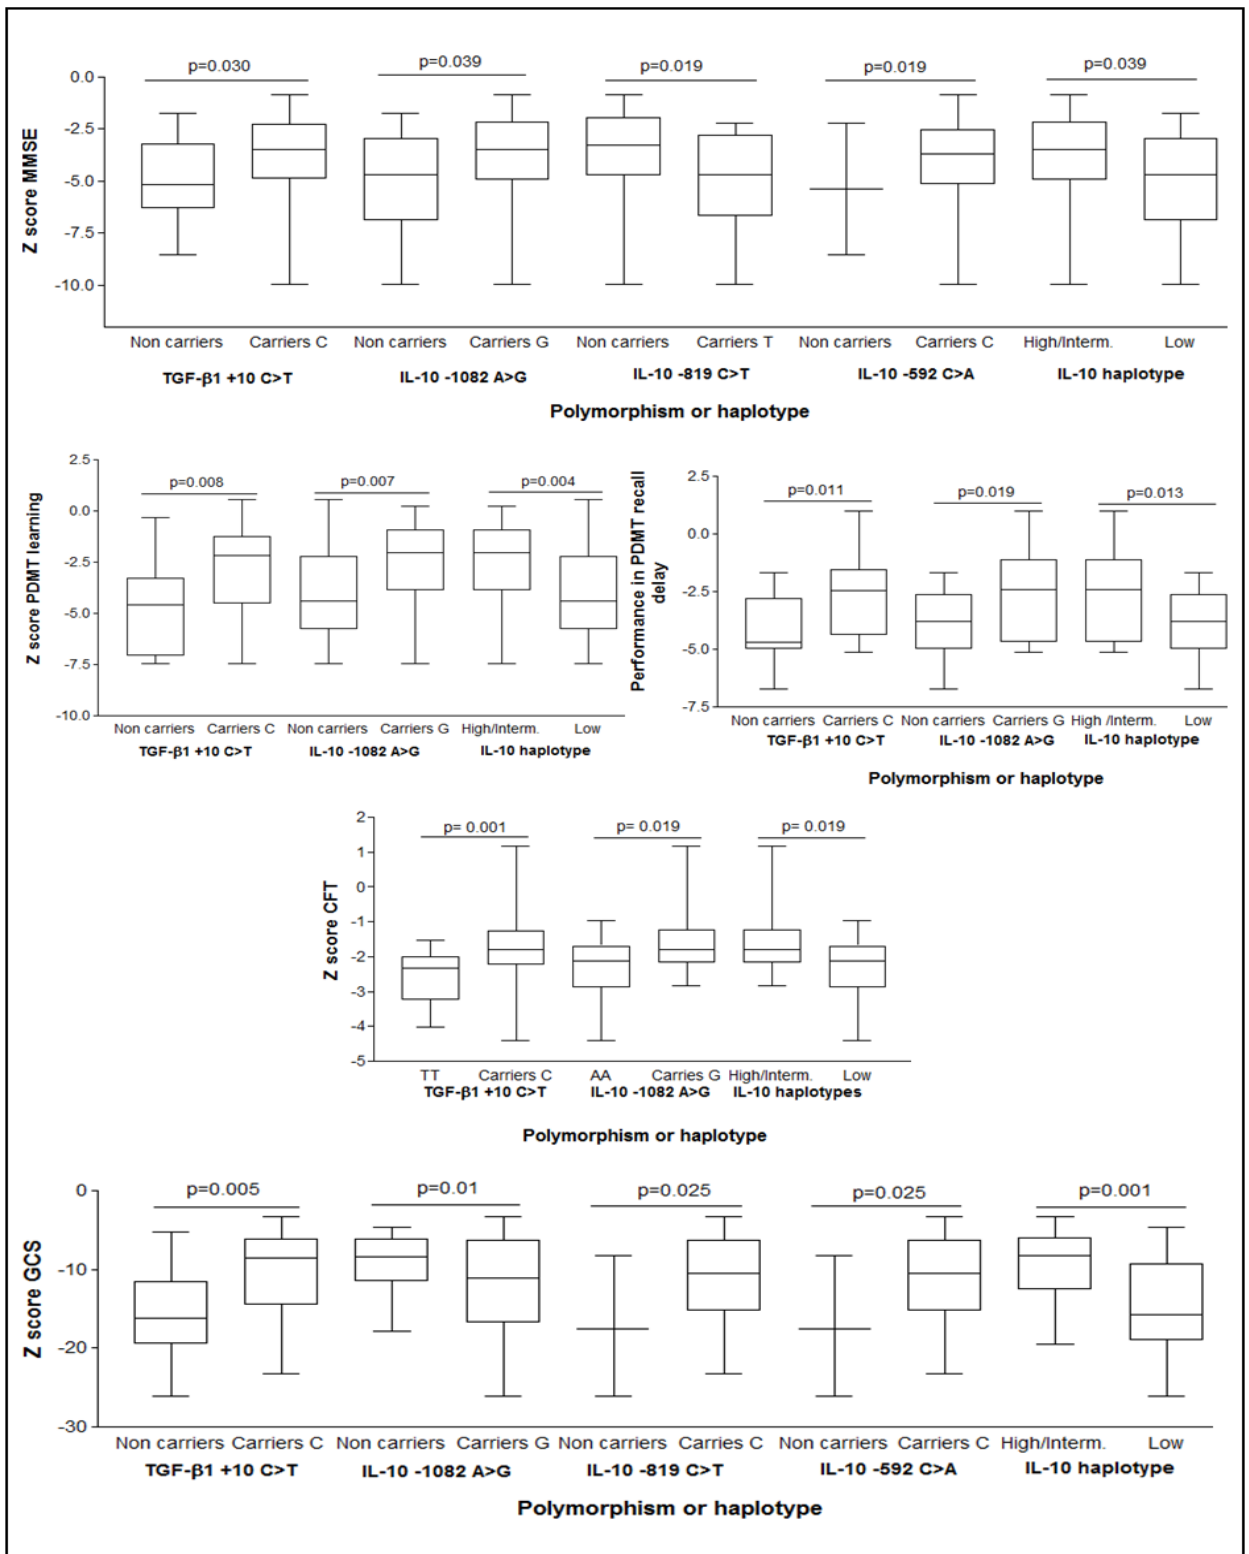 p=0.030 p=0.039 p=0.019 p=0.019 p=0.039
0.0
-2.5
-5.0
-7.5
-10.0
Z score MMSE
Non carriers Carriers C Non carriers Carriers G Non carriers Carriers T Non carriers Carriers C High/Interm. Low
TGF-β1 +10 C>T IL-10 -1082 A>G IL-10 -819 C>T IL-10 -592 C>A IL-10 haplotype
Polymorphism or haplotype
2.5
0.0
-2.5
-5.0
-7.5
-10.0
Z score PDMT learning
p=0.008 p=0.007 p=0.004
Non carriers Carriers C Non carriers Carriers G High/Interm. Low
TGF-β1 +10 C>T IL-10 -1082 A>G IL-10 haplotype
2.5
0.0
-2.5
-5.0
-7.5
Performance in PDMT recall
delay
p=0.011 p=0.019 p=0.013
Non carriers Carriers C Non carriers Carriers G High /Interm. Low
TGF-β1 +10 C>T IL-10 -1082 A>G IL-10 haplotype
Polymorphism or haplotype
2
1
0
-1
-2
-3
-4
-5
Z score CFT
p= 0.001 p= 0.019 p= 0.019
TT Carriers C AA Carries G High/Interm. Low
TGF-β1 +10 C>T IL-10 -1082 A>G IL-10 haplotypes
Polymorphism or haplotype
0
-10
-20
-30
Z score GCS
p=0.005 p=0.01 p=0.025 p=0.025 p=0.001
Non carriers Carriers C Non carriers Carriers G Non carriers Carries C Non carriers Carriers C High/Interm. Low
TGF-β1 +10 C>T IL-10 -1082 A>G IL-10 -819 C>T IL-10 -592 C>A IL-10 haplotype
Polymorphism or haplotype